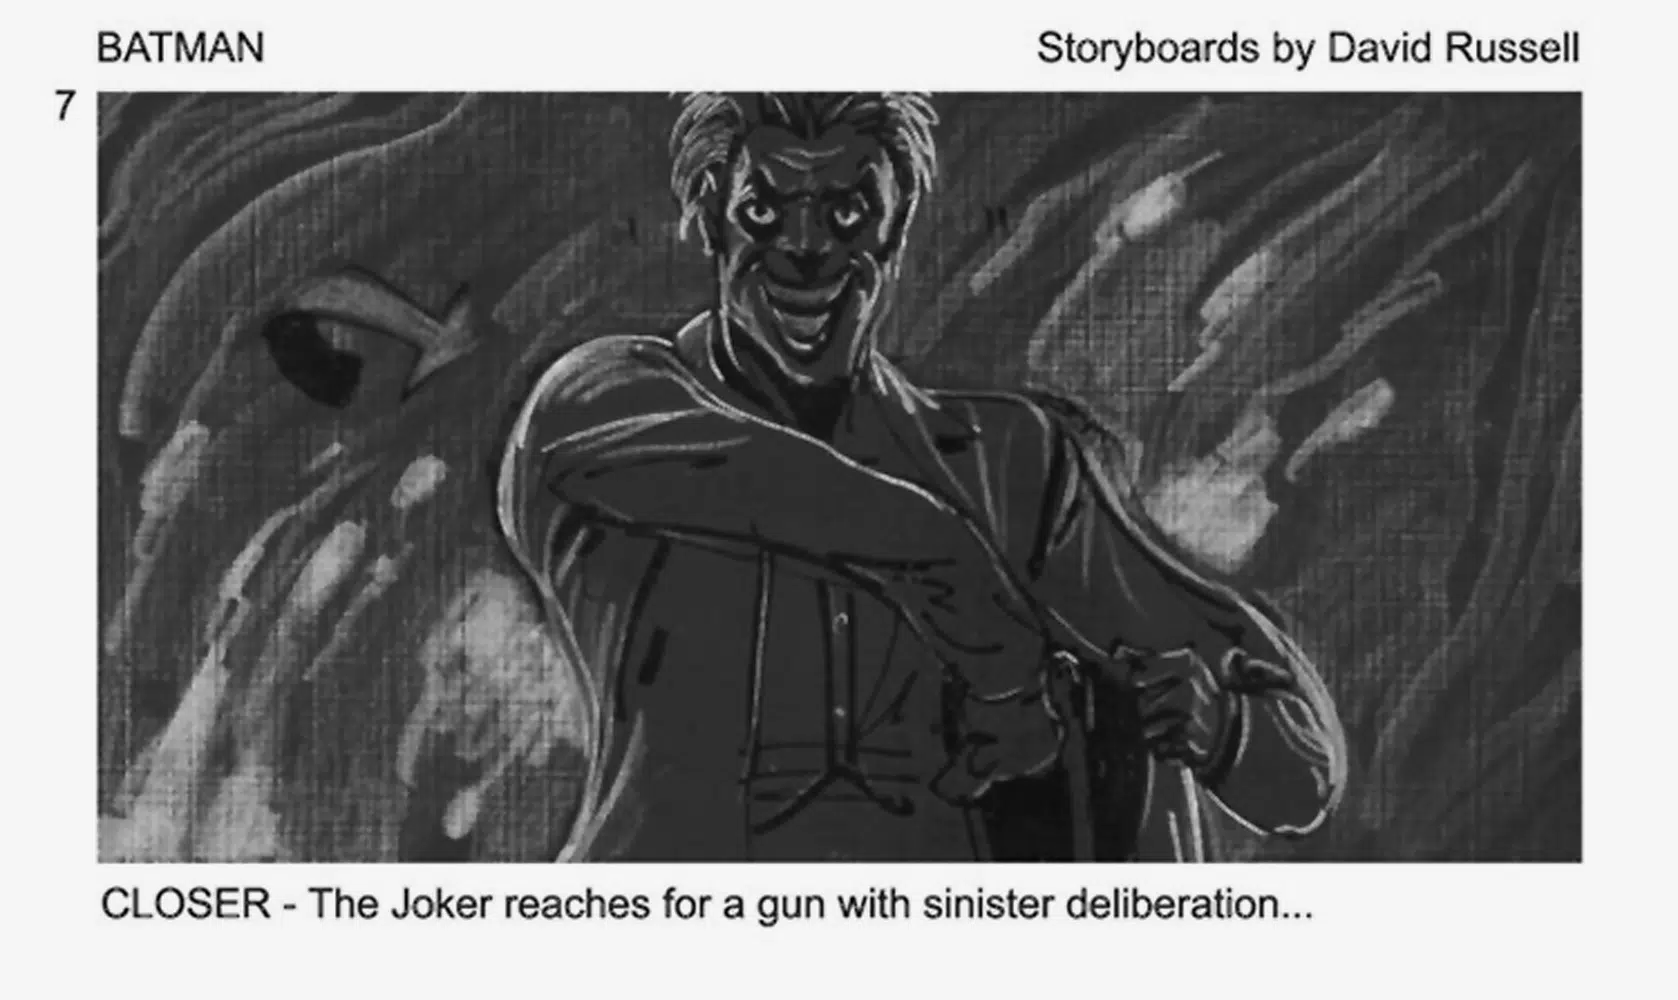 BATMAN
Storyboards by David Russell
7
CLOSER - The Joker reaches for a gun with sinister deliberation...